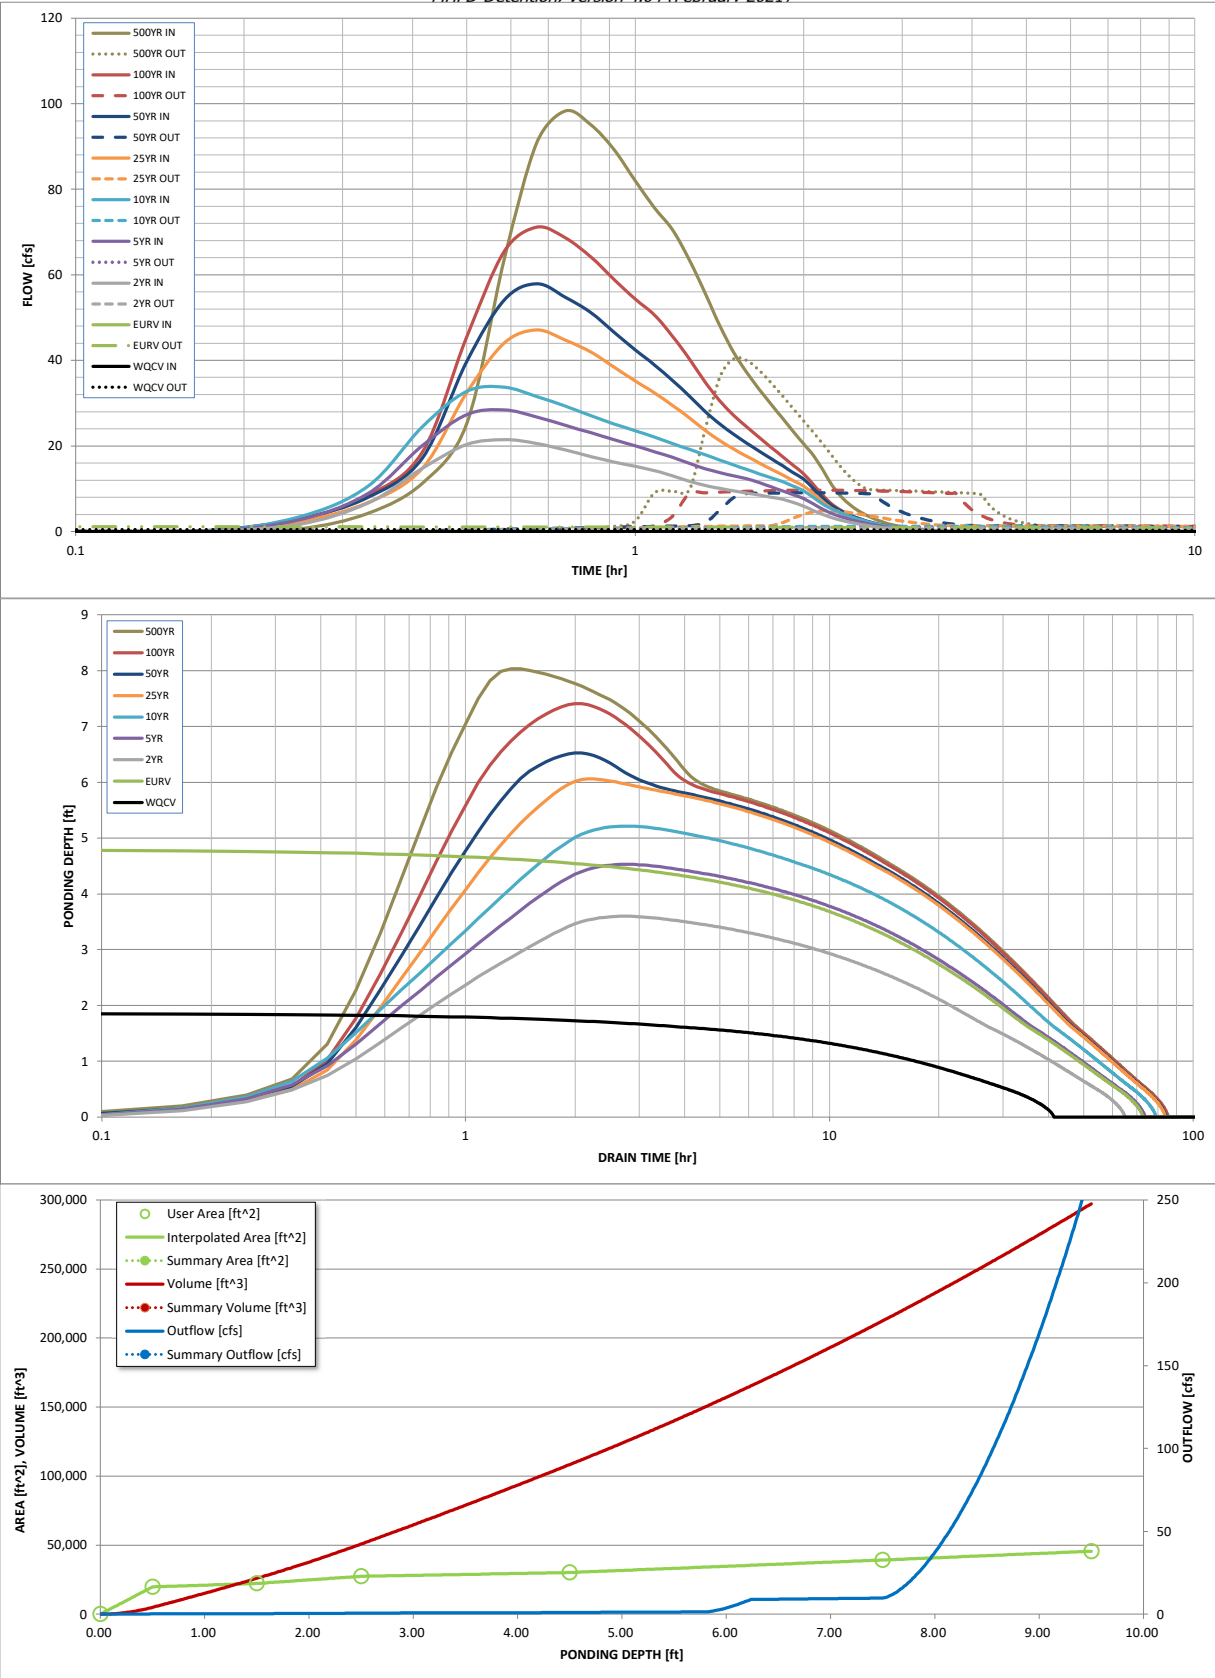 MHFD-Detention, Version 4.04 (February 2021)
120
100
80
60
40
20
0
FLOW [cfs]
500YR IN
500YR OUT
100YR IN
100YR OUT
50YR IN
50YR OUT
25YR IN
25YR OUT
10YR IN
10YR OUT
5YR IN
5YR OUT
2YR IN
2YR OUT
EURV IN
EURV OUT
WQCV IN
WQCV OUT
0.1
1
10
TIME [hr]
9
8
7
6
5
4
3
2
1
0
PONDING DEPTH [ft]
500YR
100YR
50YR
25YR
10YR
5YR
2YR
EURV
WQCV
0.1
1
10
100
DRAIN TIME [hr]
300,000
250,000
200,000
150,000
100,000
50,000
0
AREA [ft^2], VOLUME [ft^3]
User Area [ft^2]
Interpolated Area [ft^2]
Summary Area [ft^2]
Volume [ft^3]
Summary Volume [ft^3]
Outflow [cfs]
Summary Outflow [cfs]
250
200
150
100
50
0
OUTFLOW [cfs]
0.00
1.00
2.00
3.00
4.00
5.00
6.00
7.00
8.00
9.00
10.00
PONDING DEPTH [ft]